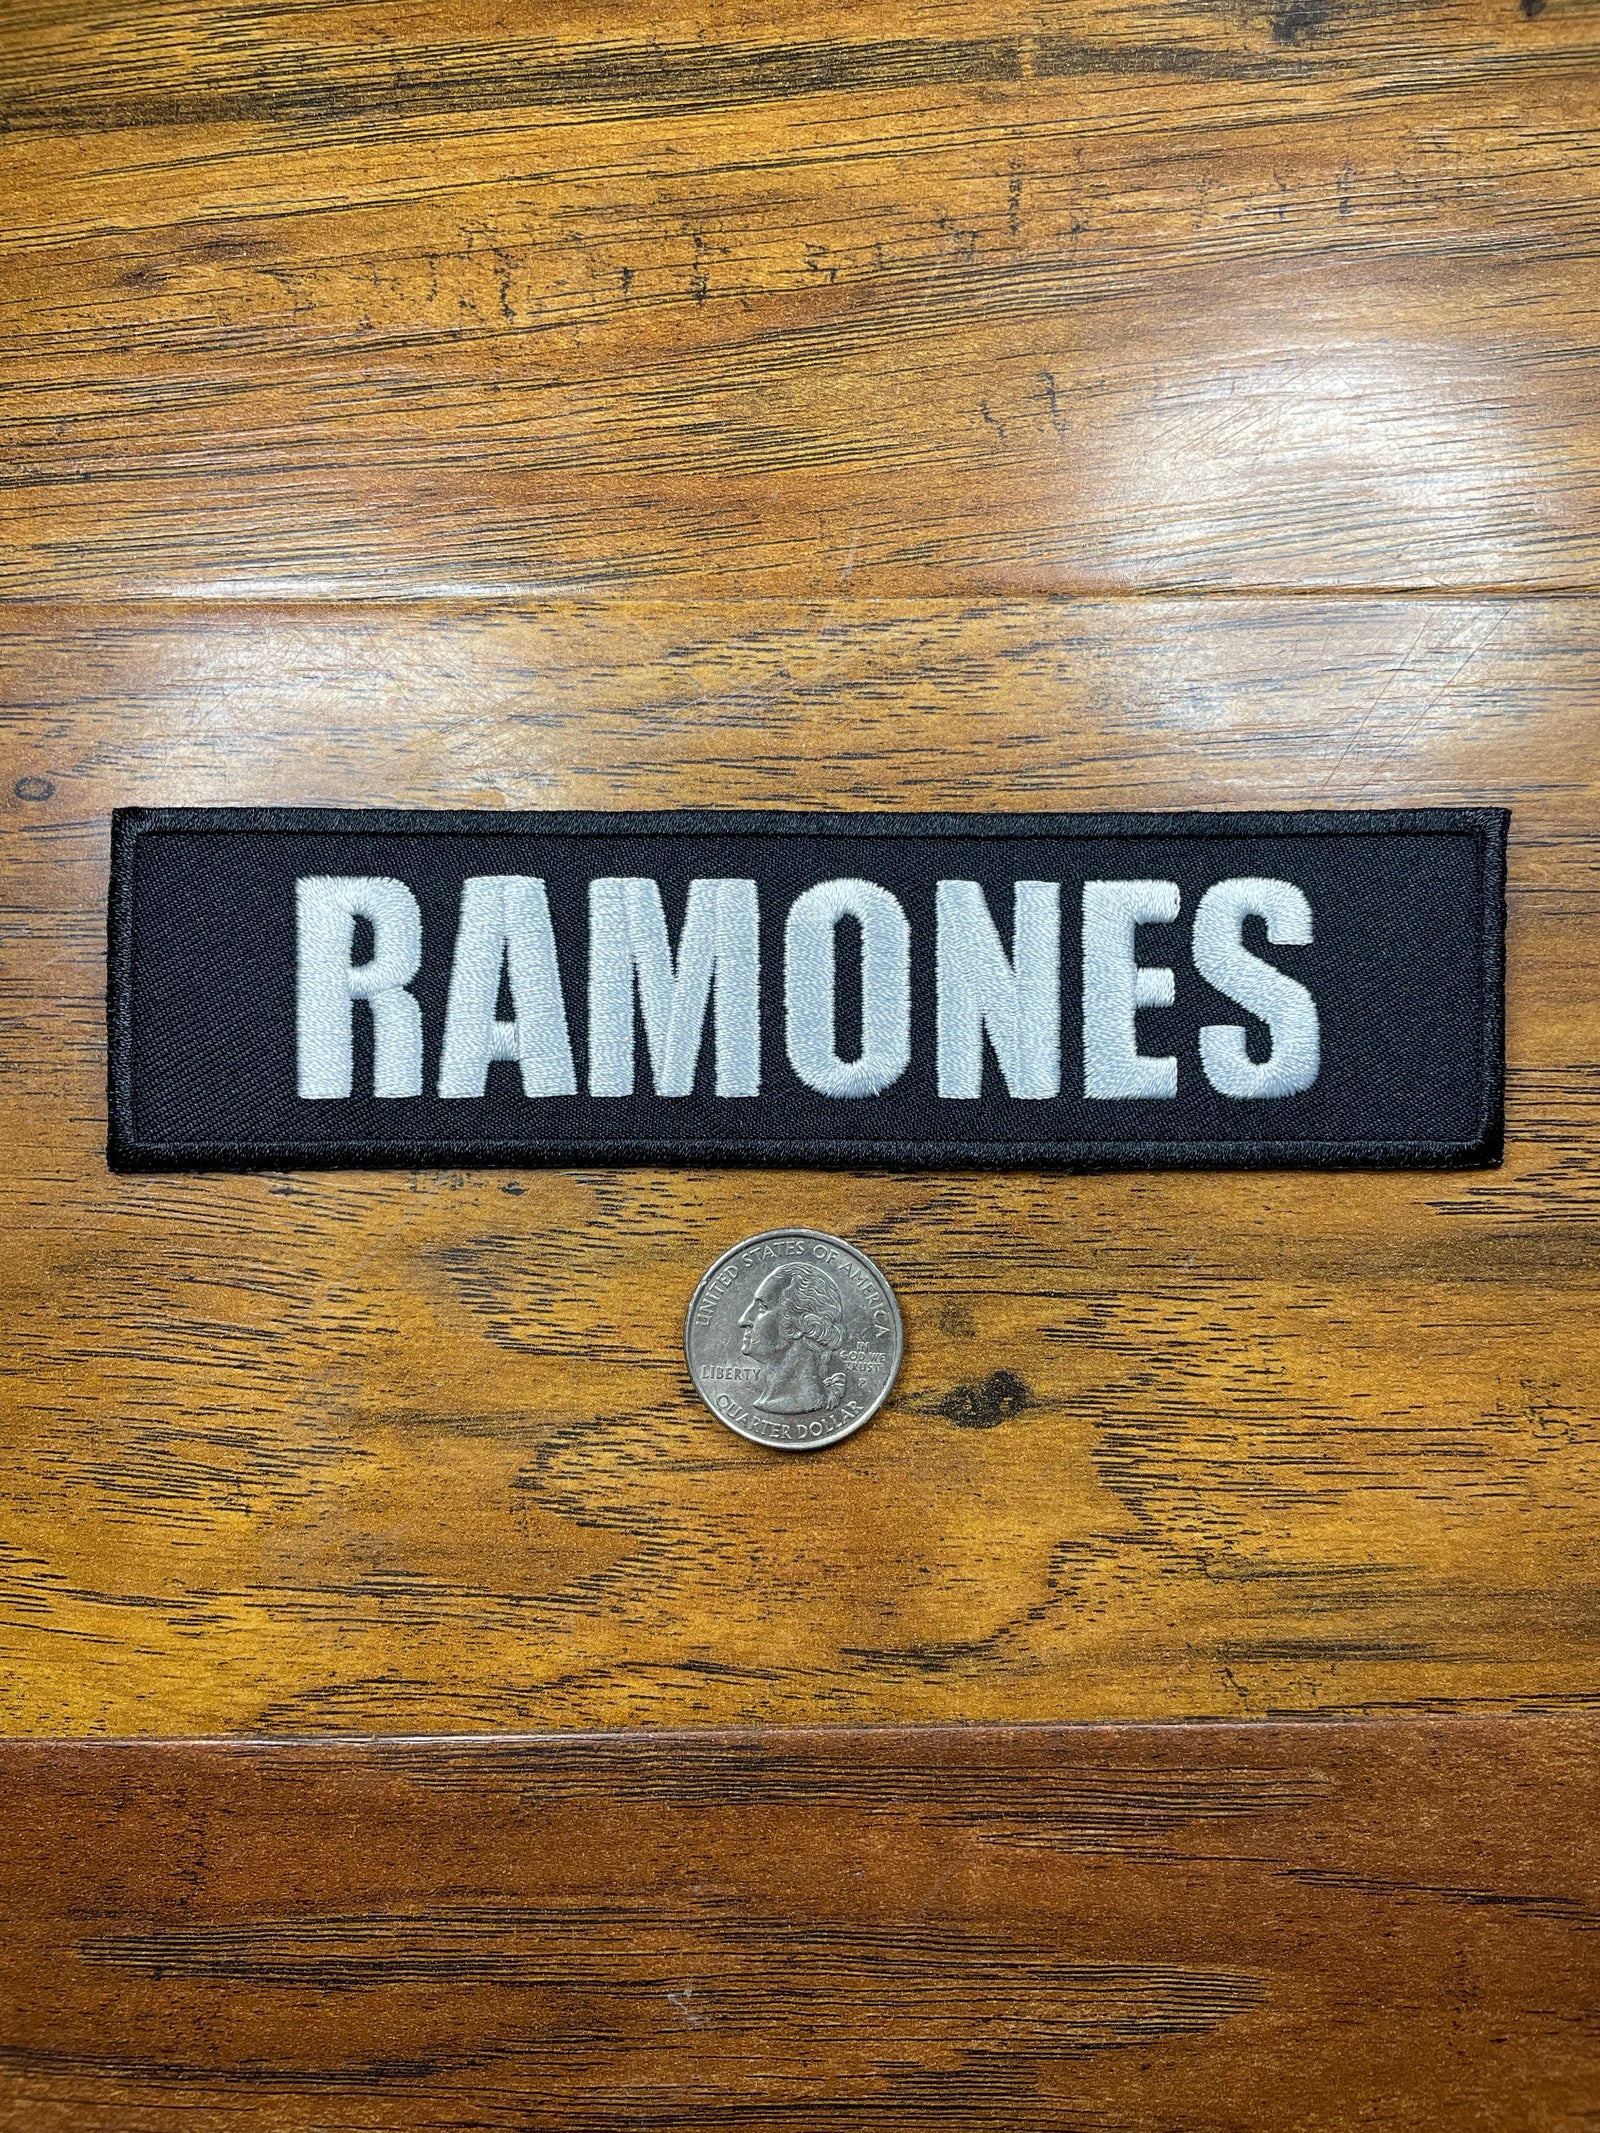 RAMONES
UNITED STATES OF AMERICA
LIBERTY
IN
GOD WE
TRUST
P
QUARTER DOLLAR